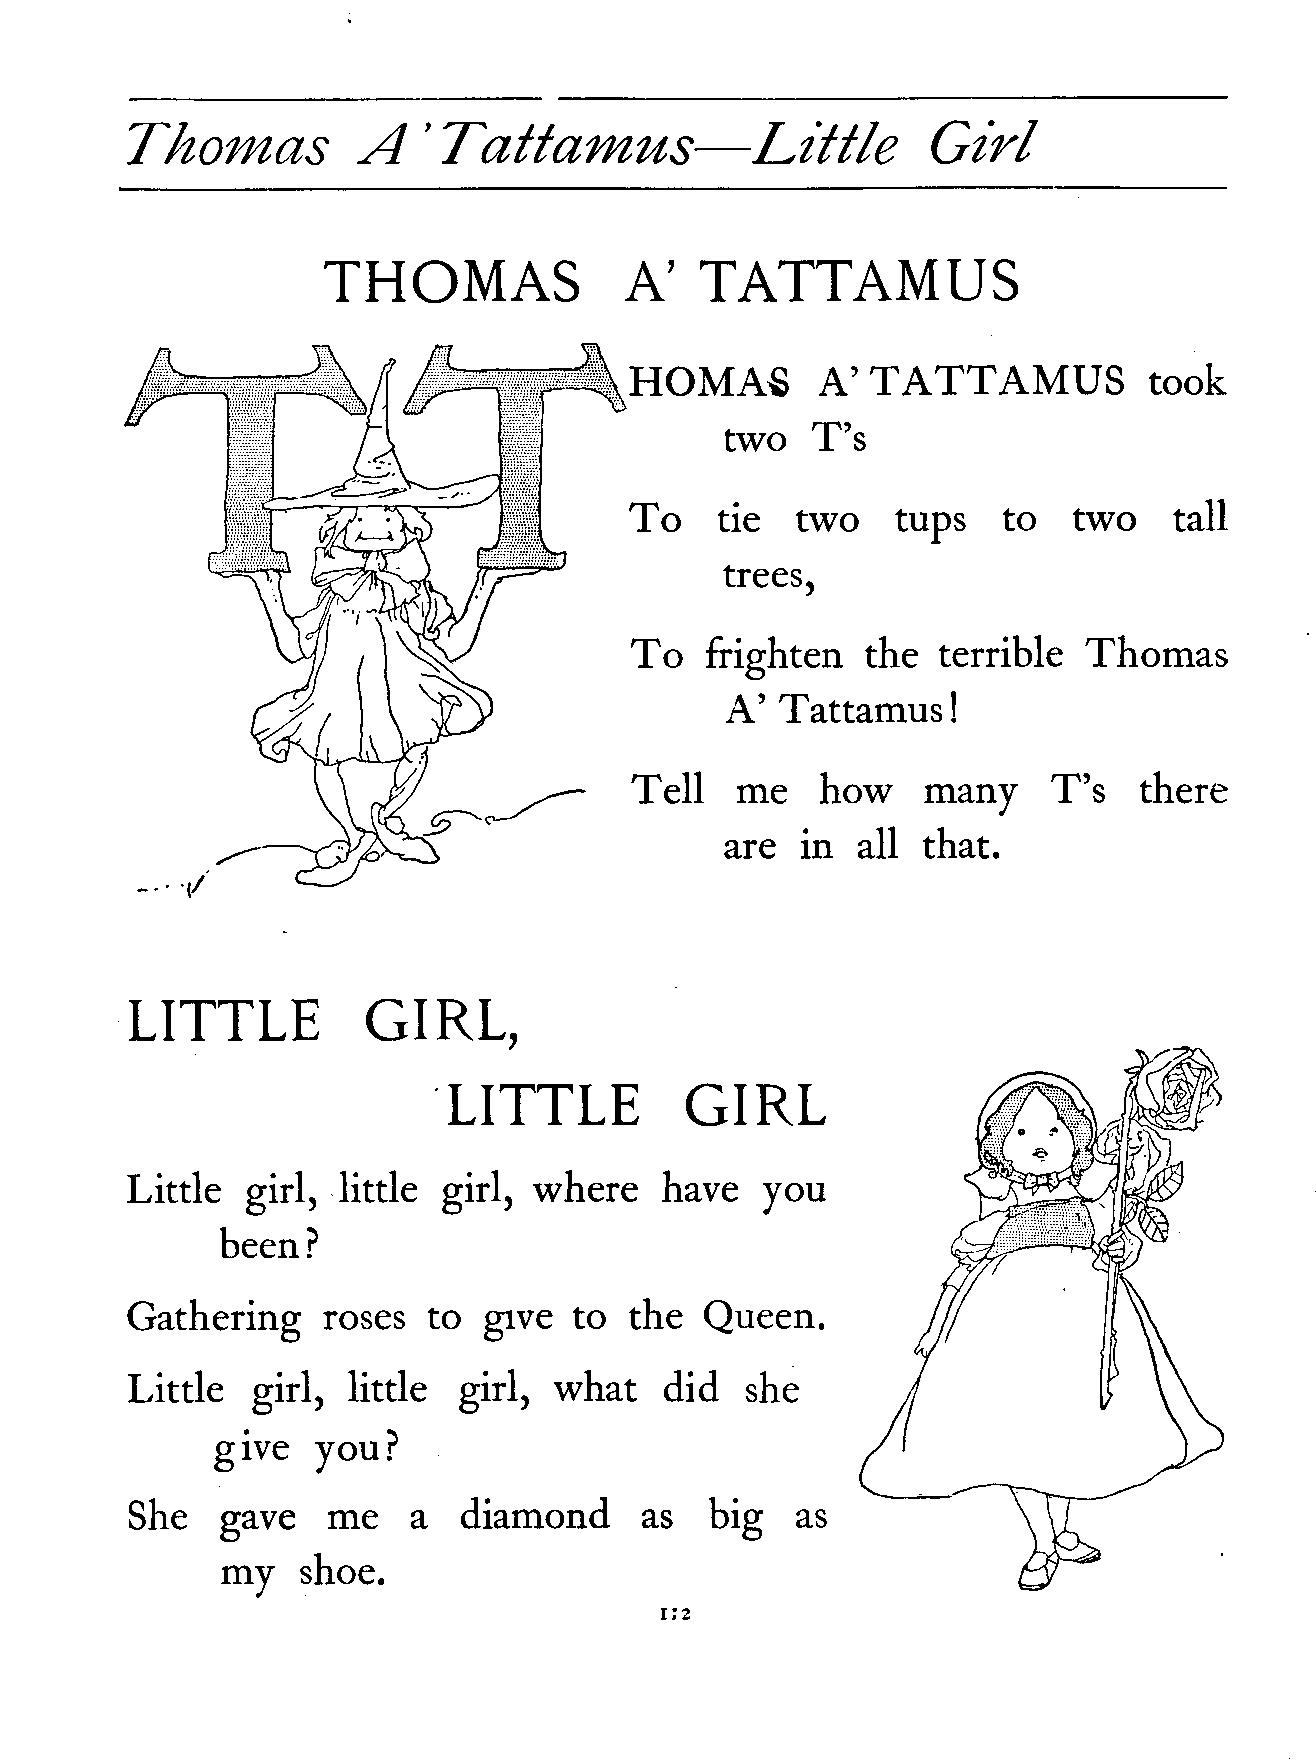 Thomas A' Tattamus—Little Girl
THOMAS A' TATTAMUS
THOMAS A' TATTAMUS took
two T's
To tie two tups to two tall
trees,
To frighten the terrible Thomas
A' Tattamus!
Tell me how many T's there
are in all that.
LITTLE GIRL,
LITTLE GIRL
Little girl, little girl, where have you
been?
Gathering roses to give to the Queen.
Little girl, little girl, what did she
give you?
She gave me a diamond as big as
my shoe.